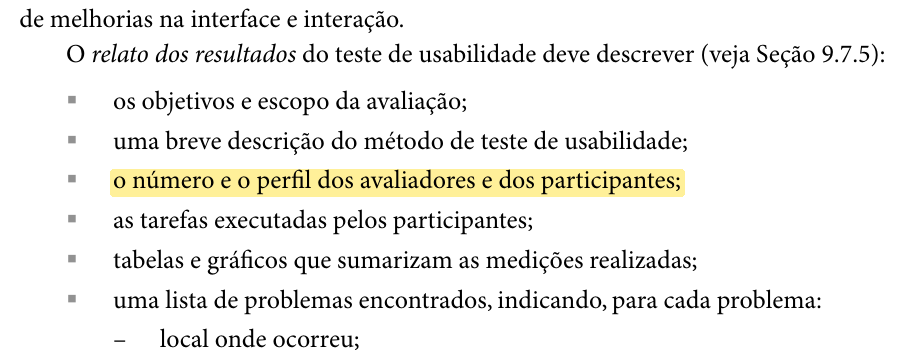 de melhorias na interface e interação.
O relato dos resultados do teste de usabilidade deve descrever (veja Seção 9.7.5):
▪ os objetivos e escopo da avaliação;
▪ uma breve descrição do método de teste de usabilidade;
▪ o número e o perfil dos avaliadores e dos participantes;
▪ as tarefas executadas pelos participantes;
▪ tabelas e gráficos que sumarizam as medições realizadas;
▪ uma lista de problemas encontrados, indicando, para cada problema:
– local onde ocorreu;